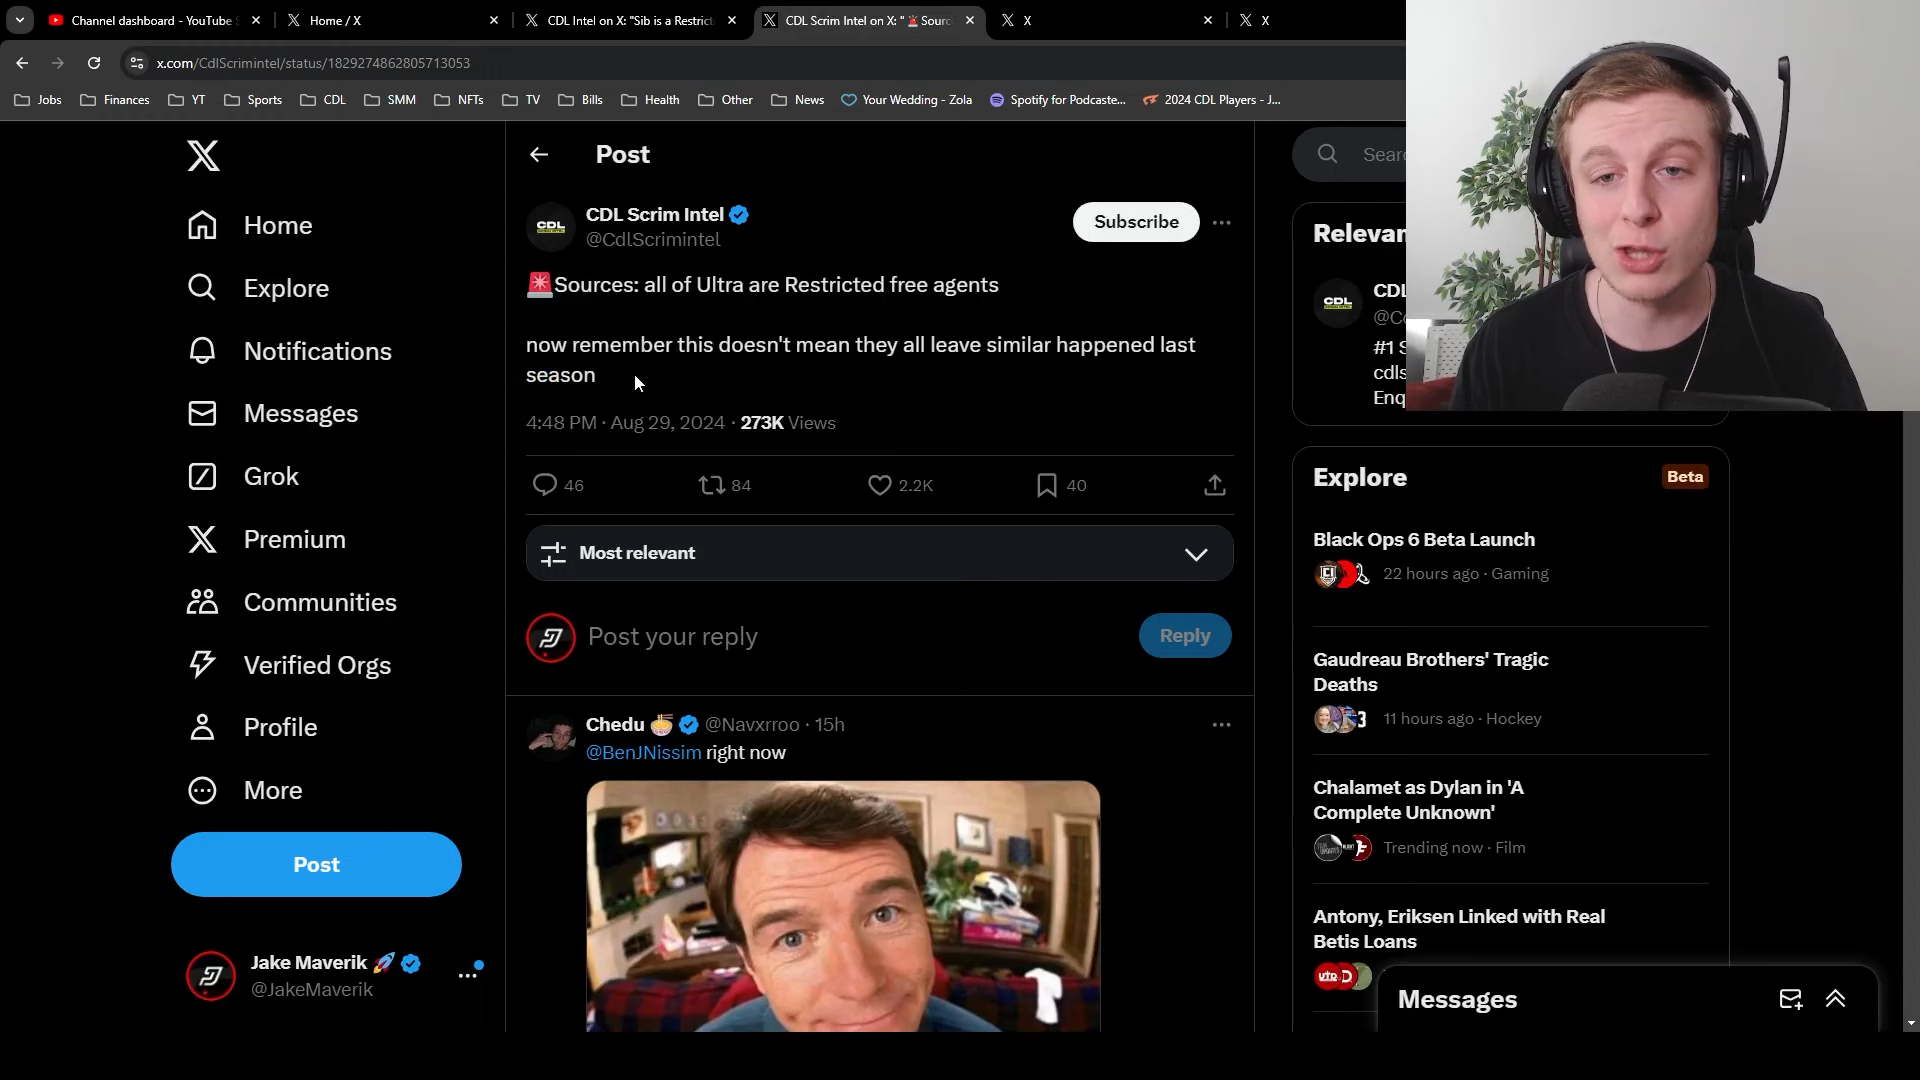 Channel dashboard - YouTube S
Home / X
CDL Intel on X: "Sib is a Restrict
CDL Scrim Intel on X: "🚨Sourc
X
X
x.com/CdlScrimintel/status/1829274862805713053
Jobs
Finances
YT
Sports
CDL
SMM
NFTs
TV
Bills
Health
Other
News
Your Wedding - Zola
Spotify for Podcaste...
2024 CDL Players - J...
Home
Explore
Notifications
Messages
Grok
Premium
Communities
Verified Orgs
Profile
More
Post
Jake Maverik 🚀
@JakeMaverik
Post
CDL Scrim Intel
@CdlScrimintel
Subscribe
🚨Sources: all of Ultra are Restricted free agents
now remember this doesn't mean they all leave similar happened last
season
4:48 PM · Aug 29, 2024 · 273K Views
46
84
2.2K
40
Most relevant
Post your reply
Reply
Chedu 🍜 @Navxrroo · 15h
@BenJNissim right now
Sear
Relevan
CDL
#1 S
cdls
Enq
Explore
Beta
Black Ops 6 Beta Launch
22 hours ago · Gaming
Gaudreau Brothers' Tragic
Deaths
11 hours ago · Hockey
Chalamet as Dylan in 'A
Complete Unknown'
Trending now · Film
Antony, Eriksen Linked with Real
Betis Loans
Messages